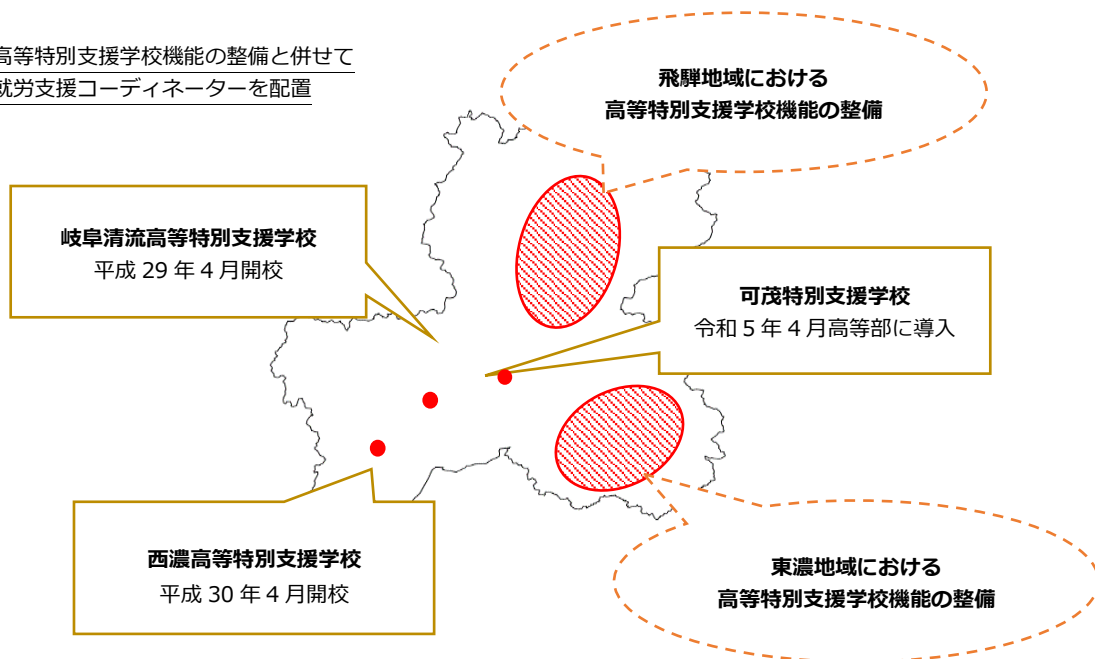 高等特別支援学校機能の整備と併せて
就労支援コーディネーターを配置
飛騨地域における
高等特別支援学校機能の整備
岐阜清流高等特別支援学校
平成 29 年 4 月開校
可茂特別支援学校
令和 5 年 4 月高等部に導入
西濃高等特別支援学校
平成 30 年 4 月開校
東濃地域における
高等特別支援学校機能の整備